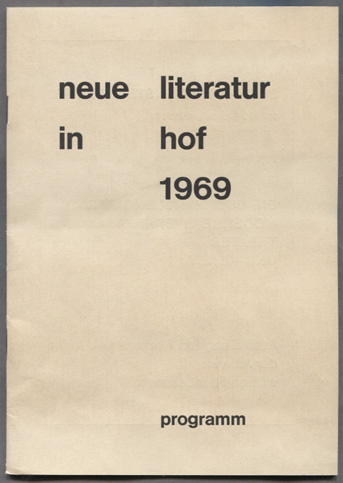 neue literatur
in hof
1969
programm